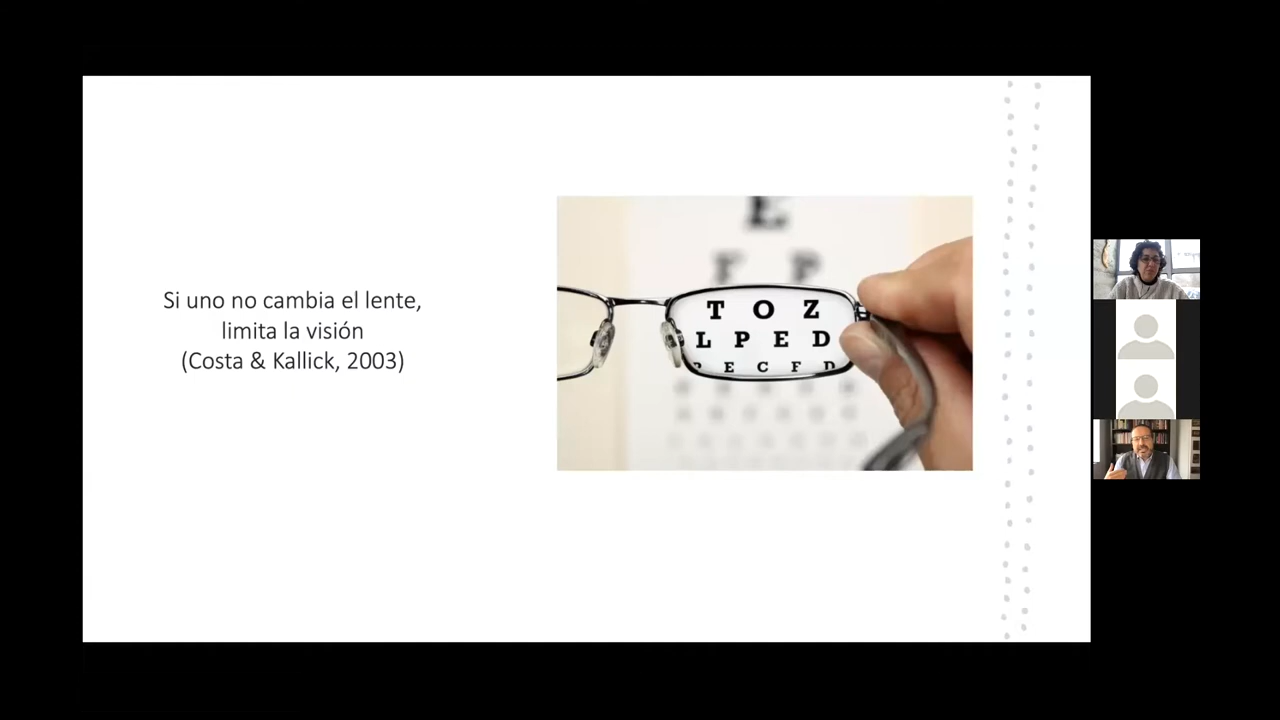 Si uno no cambia el lente,
limita la visión
(Costa & Kallick, 2003)
E
F P
T O Z
L P E D
P E C F D